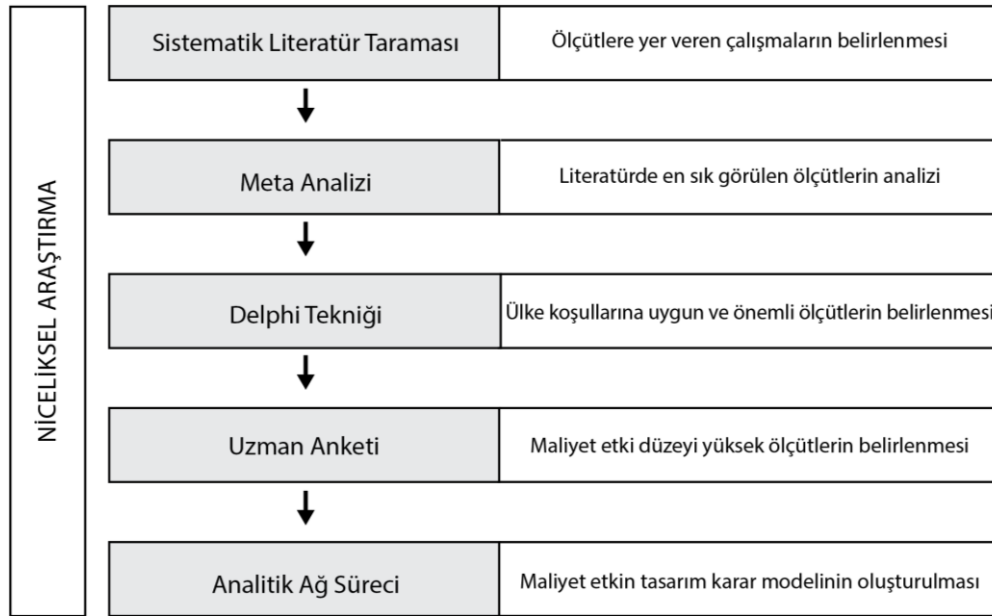 NİCELİKSEL ARAŞTIRMA
Sistematik Literatür Taraması
Ölçütlere yer veren çalışmaların belirlenmesi
Meta Analizi
Literatürde en sık görülen ölçütlerin analizi
Delphi Tekniği
Ülke koşullarına uygun ve önemli ölçütlerin belirlenmesi
Uzman Anketi
Maliyet etki düzeyi yüksek ölçütlerin belirlenmesi
Analitik Ağ Süreci
Maliyet etkin tasarım karar modelinin oluşturulması